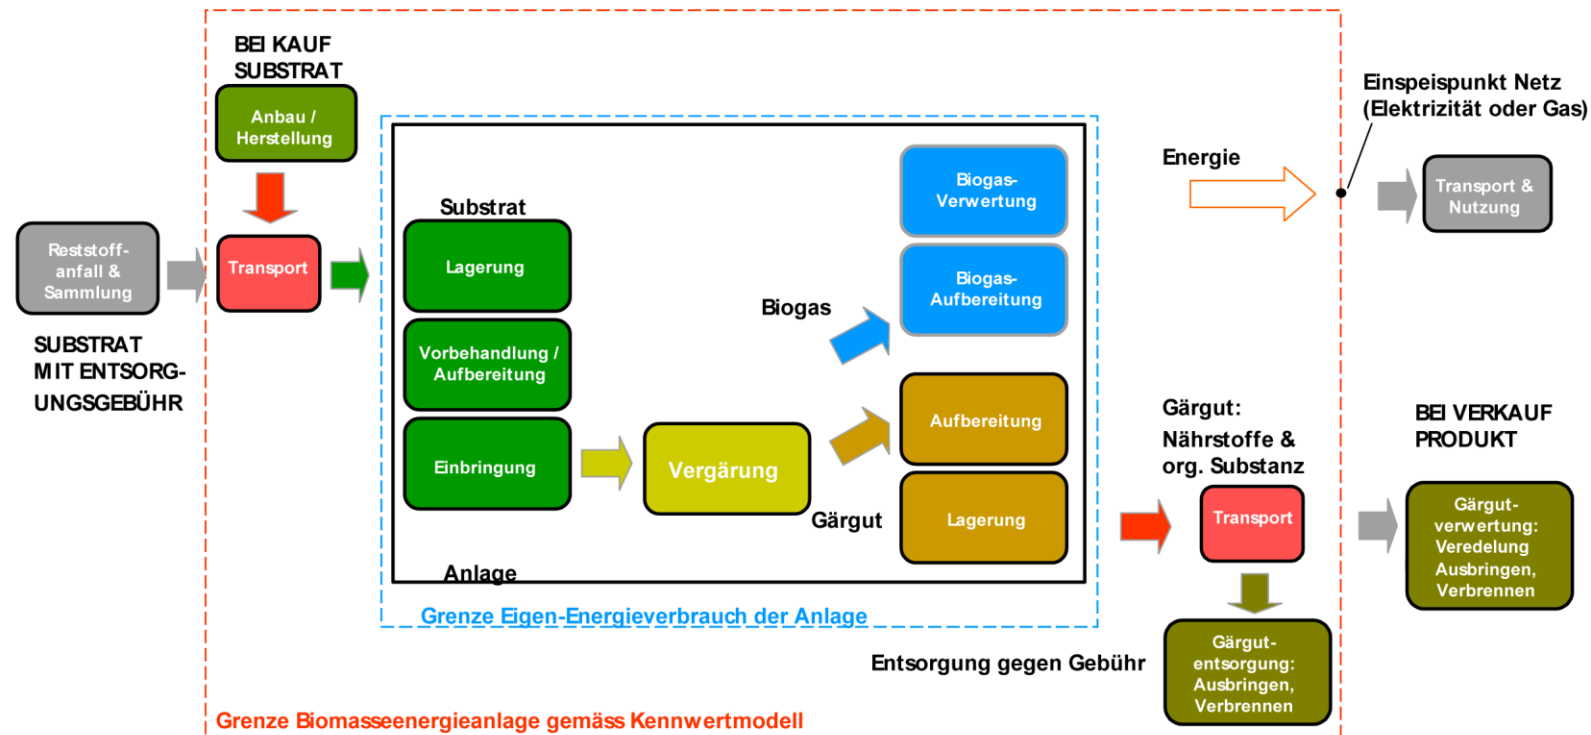 BEI KAUF
SUBSTRAT
Anbau /
Herstellung
Reststoff-
anfall &
Sammlung
SUBSTRAT
MIT ENTSORG-
UNGSGEBÜHR
Transport
Substrat
Lagerung
Vorbehandlung /
Aufbereitung
Einbringung
Vergärung
Biogas
Gärgut
Biogas-
Verwertung
Biogas-
Aufbereitung
Aufbereitung
Lagerung
Anlage
Grenze Eigen-Energieverbrauch der Anlage
Energie
Einspeispunkt Netz
(Elektrizität oder Gas)
Transport &
Nutzung
Gärgut:
Nährstoffe &
org. Substanz
Transport
BEI VERKAUF
PRODUKT
Gärgut-
verwertung:
Veredelung
Ausbringen,
Verbrennen
Entsorgung gegen Gebühr
Gärgut-
entsorgung:
Ausbringen,
Verbrennen
Grenze Biomasseenergieanlage gemäss Kennwertmodell